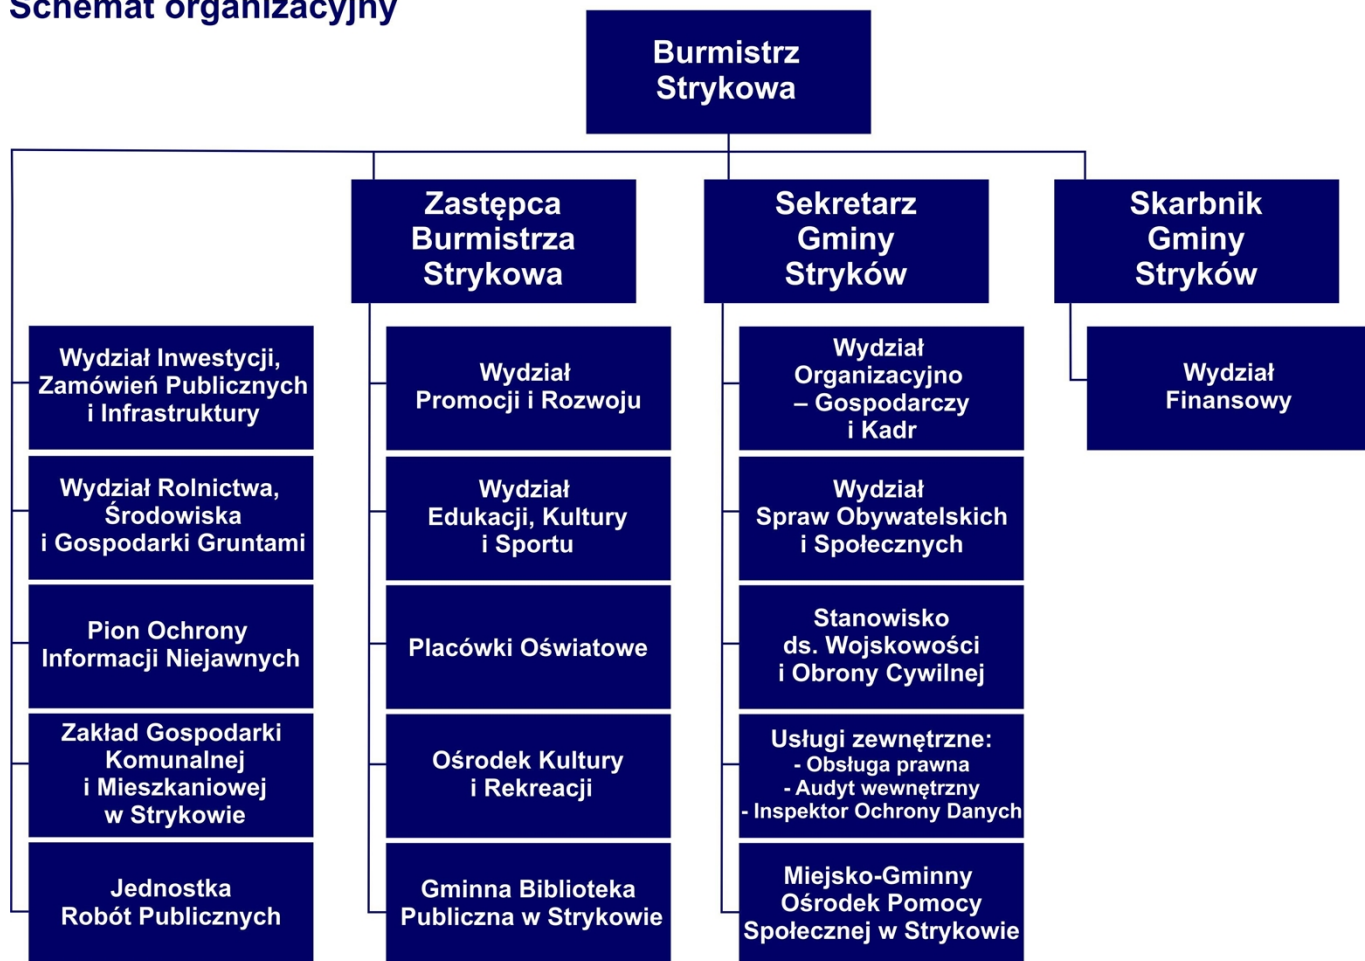 Schemat organizacyjny
Burmistrz
Strykowa
Zastępca
Burmistrza
Strykowa
Sekretarz
Gminy
Stryków
Skarbnik
Gminy
Stryków
Wydział Inwestycji,
Zamówień Publicznych
i Infrastruktury
Wydział Rolnictwa,
Środowiska
i Gospodarki Gruntami
Pion Ochrony
Informacji Niejawnych
Zakład Gospodarki
Komunalnej
i Mieszkaniowej
w Strykowie
Jednostka
Robót Publicznych
Wydział
Promocji i Rozwoju
Wydział
Edukacji, Kultury
i Sportu
Placówki Oświatowe
Ośrodek Kultury
i Rekreacji
Gminna Biblioteka
Publiczna w Strykowie
Wydział
Organizacyjno
– Gospodarczy
i Kadr
Wydział
Spraw Obywatelskich
i Społecznych
Stanowisko
ds. Wojskowości
i Obrony Cywilnej
Usługi zewnętrzne:
- Obsługa prawna
- Audyt wewnętrzny
- Inspektor Ochrony Danych
Miejsko-Gminny
Ośrodek Pomocy
Społecznej w Strykowie
Wydział
Finansowy